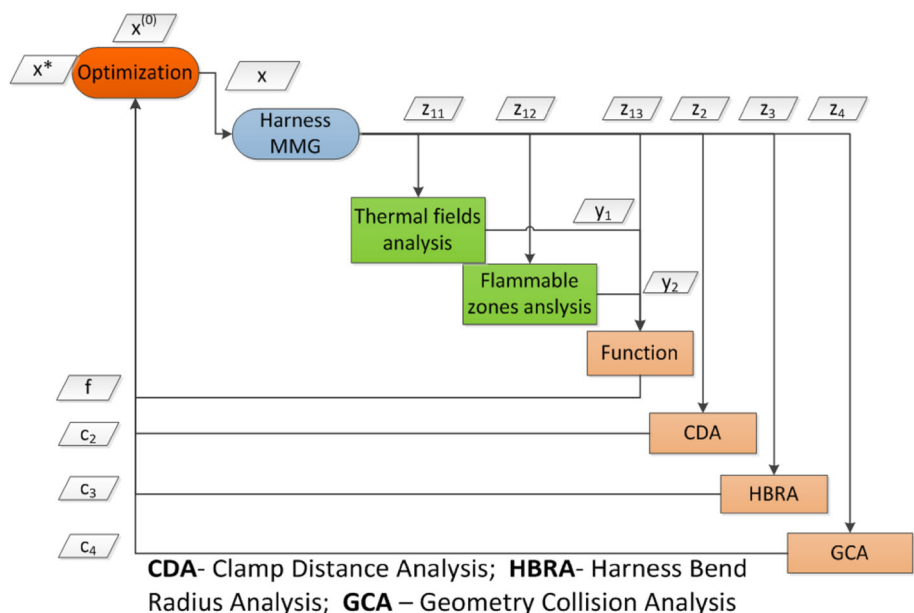 x⁽⁰⁾
x*
Optimization
x
Harness
MMG
z₁₁
z₁₂
z₁₃
z₂
z₃
z₄
Thermal fields
analysis
y₁
Flammable
zones anslysis
y₂
Function
f
c₂
CDA
c₃
HBRA
c₄
GCA
CDA- Clamp Distance Analysis; HBRA- Harness Bend
Radius Analysis; GCA – Geometry Collision Analysis